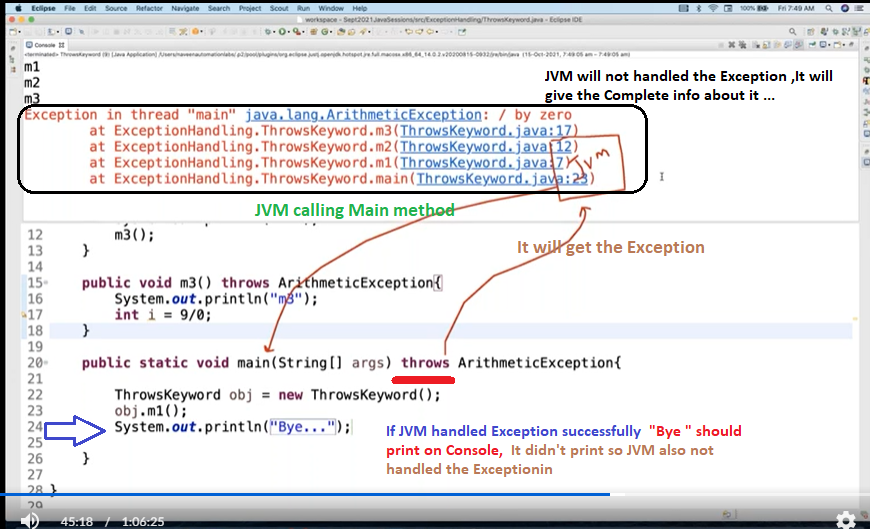 Eclipse File Edit Source Refactor Navigate Search Project Scout Run Window Help 100% Fri 7:49 AM
workspace - Sept2021JavaSessions/src/ExceptionHandling/ThrowsKeyword.java - Eclipse IDE
Console
<terminated> ThrowsKeyword (9) [Java Application] /Users/naveenautomationlabs/.p2/pool/plugins/org.eclipse.justj.openjdk.hotspot.jre.full.macosx.x86_64_14.0.2.v20200815-0932/jre/bin/java (15-Oct-2021, 7:49:05 am – 7:49:05 am)
m1
m2
m3
JVM will not handled the Exception ,It will
give the Complete info about it ...
Exception in thread "main" java.lang.ArithmeticException: / by zero
at ExceptionHandling.ThrowsKeyword.m3(ThrowsKeyword.java:17)
at ExceptionHandling.ThrowsKeyword.m2(ThrowsKeyword.java:12)
at ExceptionHandling.ThrowsKeyword.m1(ThrowsKeyword.java:7)
at ExceptionHandling.ThrowsKeyword.main(ThrowsKeyword.java:23)
JVM
JVM calling Main method
It will get the Exception
12 m3();
13 }
14
15 public void m3() throws ArithmeticException{
16 System.out.println("m3");
17 int i = 9/0;
18 }
19
20 public static void main(String[] args) throws ArithmeticException{
21
22 ThrowsKeyword obj = new ThrowsKeyword();
23 obj.m1();
24 System.out.println("Bye...");
25
26 }
27
28 }
29
If JVM handled Exception successfully "Bye " should
print on Console, It didn't print so JVM also not
handled the Exceptionin
45:18 / 1:06:25